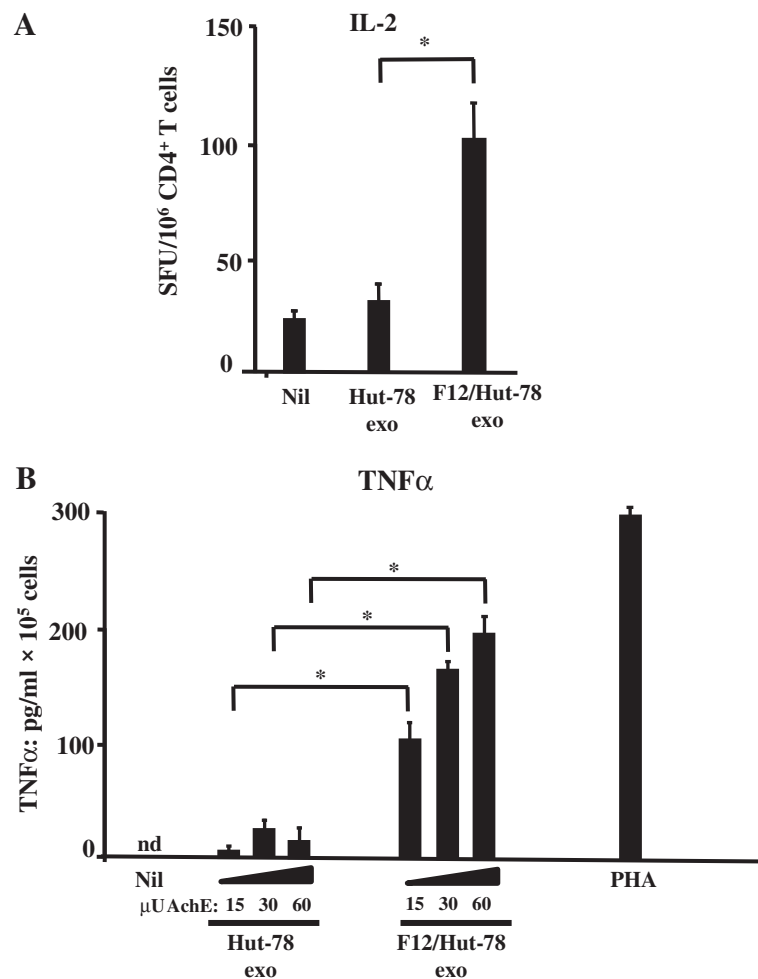 A
IL-2
150
*
SFU/10⁶ CD4⁺ T cells
100
50
0
Nil
Hut-78
exo
F12/Hut-78
exo
B
TNFα
300
TNFα: pg/ml × 10⁵ cells
*
200
*
*
100
nd
0
Nil
PHA
μU AchE: 15 30 60 15 30 60
Hut-78
exo
F12/Hut-78
exo